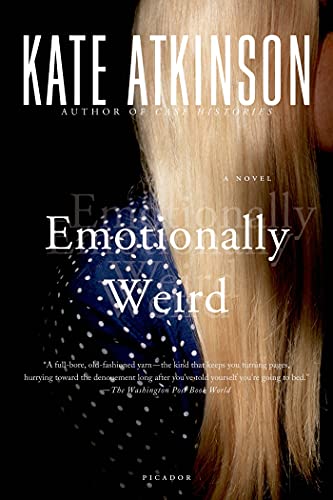 KATE ATKINSON
AUTHOR OF CASE HISTORIES
A NOVEL
Emotionally
Weird
"A full-bore, old-fashioned yarn—the kind that keeps you turning pages,
hurrying toward the denouement long after you've told yourself you're going to bed."
—The Washington Post Book World
PICADOR